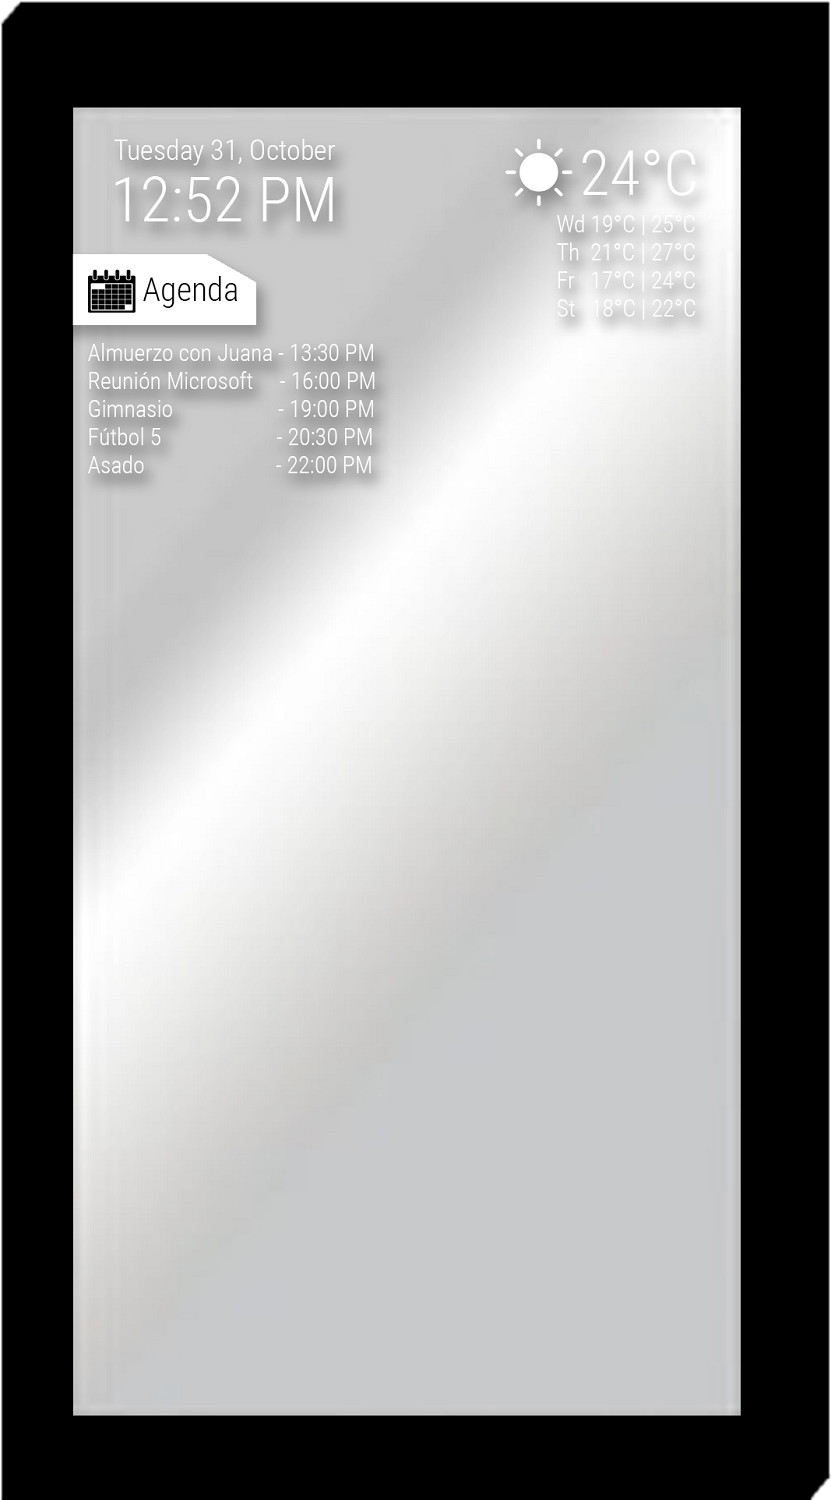 Tuesday 31, October
12:52 PM
24°C
Wd 19°C | 25°C
Th 21°C | 27°C
Fr 17°C | 24°C
St 18°C | 22°C
Agenda
Almuerzo con Juana - 13:30 PM
Reunión Microsoft - 16:00 PM
Gimnasio - 19:00 PM
Fútbol 5 - 20:30 PM
Asado - 22:00 PM